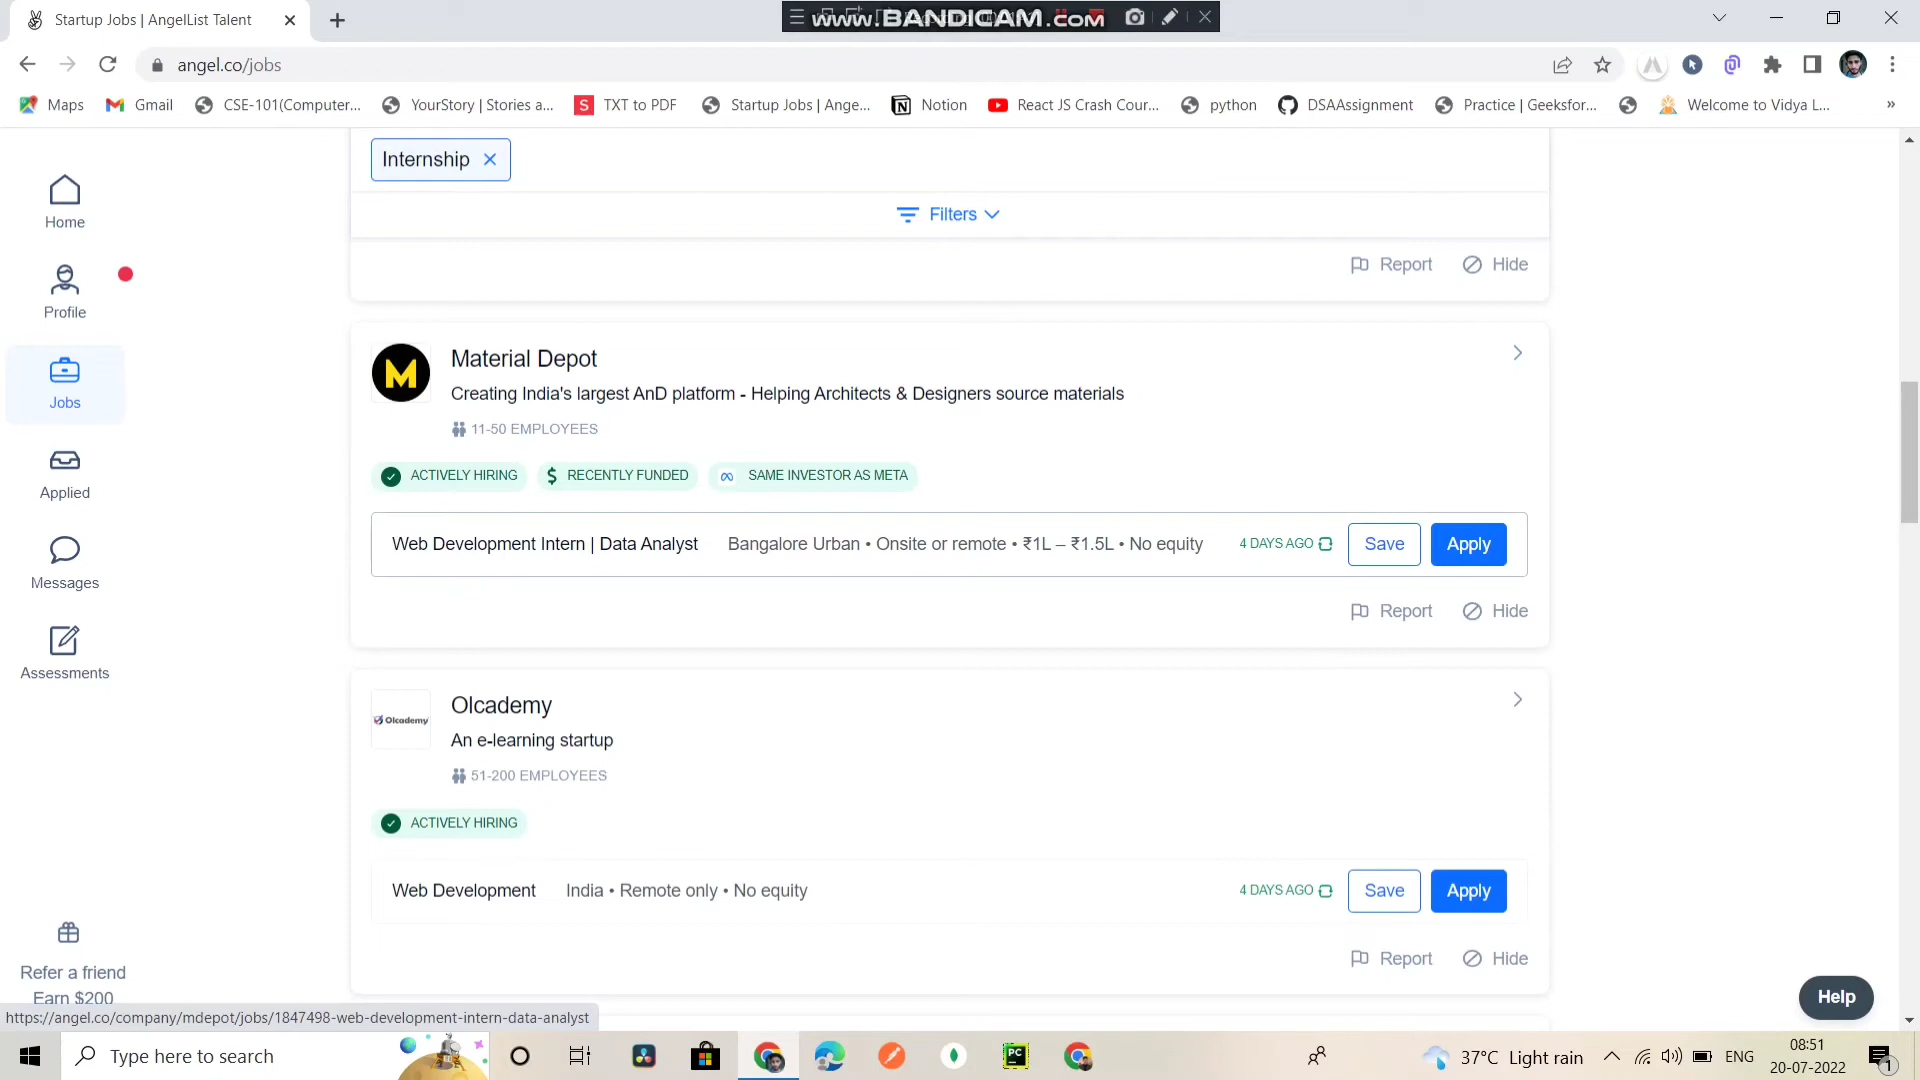 Startup Jobs | AngelList Talent
www.BANDICAM.com
angel.co/jobs
Maps
Gmail
CSE-101(Computer...
YourStory | Stories a...
S
TXT to PDF
Startup Jobs | Ange...
Notion
React JS Crash Cour...
python
DSAAssignment
Practice | Geeksfor...
Welcome to Vidya L...
»
Internship
Filters
Home
Report Hide
Profile
Jobs
Applied
Messages
Assessments
M
Material Depot
Creating India's largest AnD platform - Helping Architects & Designers source materials
11-50 EMPLOYEES
ACTIVELY HIRING
$ RECENTLY FUNDED
SAME INVESTOR AS META
Web Development Intern | Data Analyst
Bangalore Urban • Onsite or remote • ₹1L – ₹1.5L • No equity
4 DAYS AGO
Save
Apply
Report Hide
Olcademy
Olcademy
An e-learning startup
51-200 EMPLOYEES
ACTIVELY HIRING
Web Development
India • Remote only • No equity
4 DAYS AGO
Save
Apply
Report Hide
Refer a friend
Earn $200
Help
https://angel.co/company/mdepot/jobs/1847498-web-development-intern-data-analyst
Type here to search
PC
37°C Light rain
ENG
08:51
20-07-2022
1